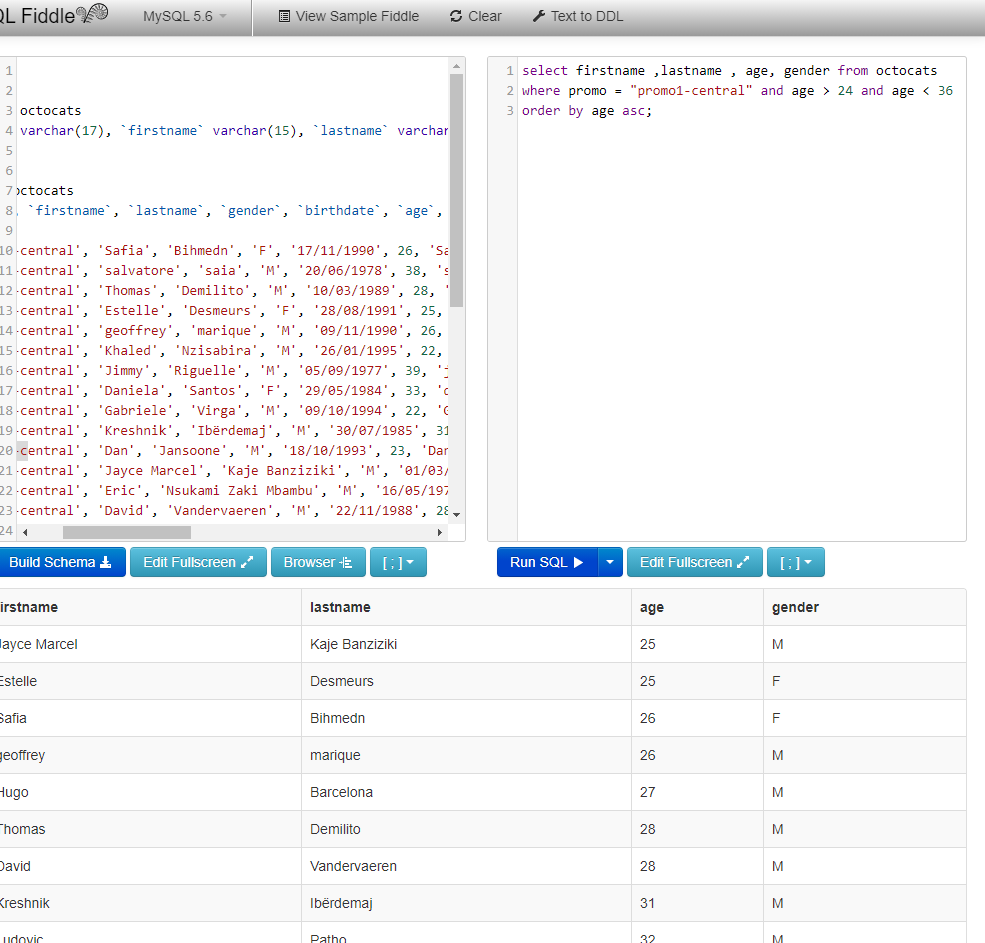 QL Fiddle MySQL 5.6 View Sample Fiddle Clear Text to DDL
1
2
3 octocats
4 varchar(17), `firstname` varchar(15), `lastname` varchar
5
6
7 octocats
8 , `firstname`, `lastname`, `gender`, `birthdate`, `age`,
9
10 -central', 'Safia', 'Bihmedn', 'F', '17/11/1990', 26, 'Sa
11 -central', 'salvatore', 'saia', 'M', '20/06/1978', 38, 's
12 -central', 'Thomas', 'Demilito', 'M', '10/03/1989', 28, '
13 -central', 'Estelle', 'Desmeurs', 'F', '28/08/1991', 25,
14 -central', 'geoffrey', 'marique', 'M', '09/11/1990', 26,
15 -central', 'Khaled', 'Nzisabira', 'M', '26/01/1995', 22,
16 -central', 'Jimmy', 'Riguelle', 'M', '05/09/1977', 39, 'j
17 -central', 'Daniela', 'Santos', 'F', '29/05/1984', 33, 'd
18 -central', 'Gabriele', 'Virga', 'M', '09/10/1994', 22, 'G
19 -central', 'Kreshnik', 'Ibërdemaj', 'M', '30/07/1985', 31
20 -central', 'Dan', 'Jansoone', 'M', '18/10/1993', 23, 'Dan
21 -central', 'Jayce Marcel', 'Kaje Banziziki', 'M', '01/03/
22 -central', 'Eric', 'Nsukami Zaki Mbambu', 'M', '16/05/197
23 -central', 'David', 'Vandervaeren', 'M', '22/11/1988', 28
24
1 select firstname ,lastname , age, gender from octocats
2 where promo = "promo1-central" and age > 24 and age < 36
3 order by age asc;
Build Schema Edit Fullscreen Browser [ ; ] Run SQL Edit Fullscreen [ ; ]
irstname lastname age gender
Jayce Marcel Kaje Banziziki 25 M
Estelle Desmeurs 25 F
Safia Bihmedn 26 F
geoffrey marique 26 M
Hugo Barcelona 27 M
Thomas Demilito 28 M
David Vandervaeren 28 M
Kreshnik Ibërdemaj 31 M
Ludovic Patho 32 M